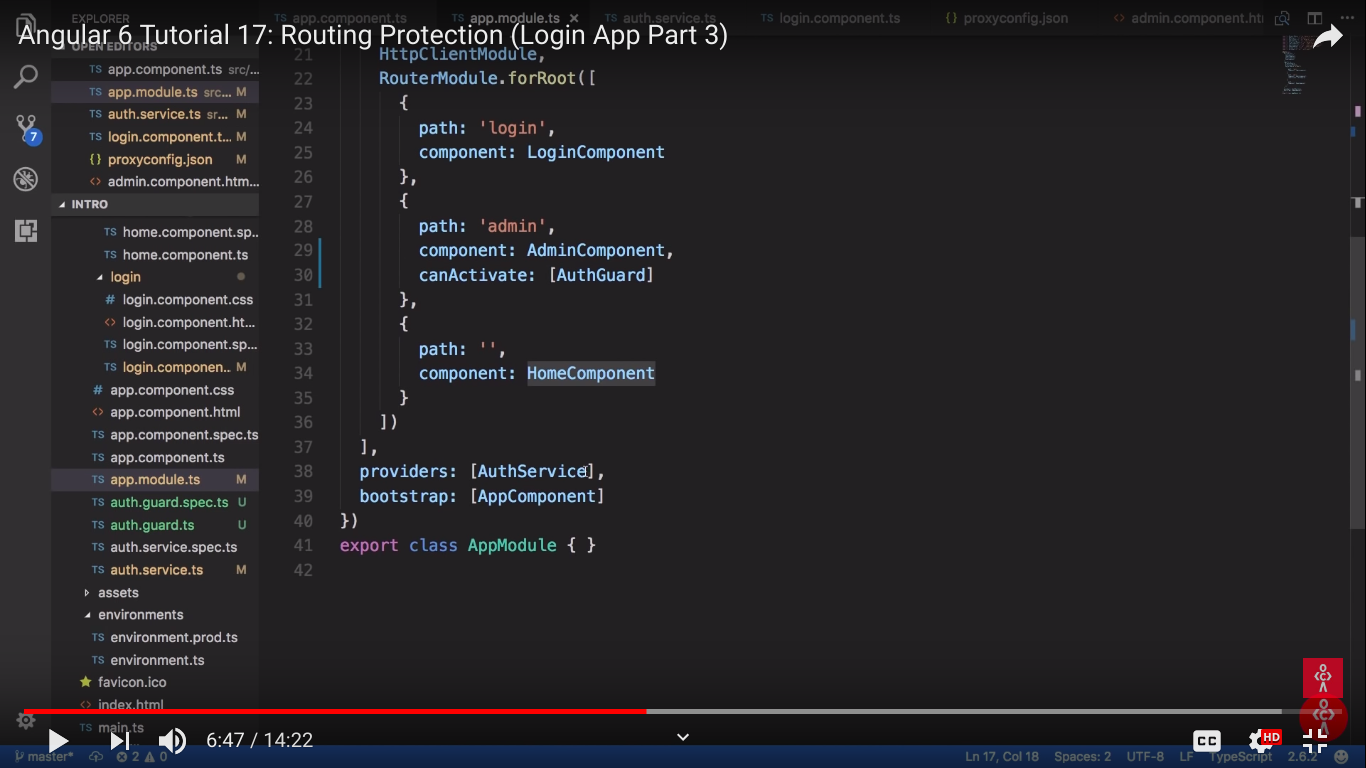 EXPLORER
app.component.ts
app.module.ts
auth.service.ts
login.component.ts
proxyconfig.json
admin.component.ht
Angular 6 Tutorial 17: Routing Protection (Login App Part 3)
OPEN EDITORS
TS app.component.ts src/...
TS app.module.ts src... M
TS auth.service.ts sr... M
TS login.component.t... M
{} proxyconfig.json M
<> admin.component.htm...
7
INTRO
TS home.component.sp...
TS home.component.ts
login
# login.component.css
<> login.component.ht...
TS login.component.sp...
TS login.componen... M
# app.component.css
<> app.component.html
TS app.component.spec.ts
TS app.component.ts
TS app.module.ts M
TS auth.guard.spec.ts U
TS auth.guard.ts U
TS auth.service.spec.ts
TS auth.service.ts M
assets
environments
TS environment.prod.ts
TS environment.ts
favicon.ico
<> index.html
TS main.ts
21 HttpClientModule,
22 RouterModule.forRoot([
23 {
24 path: 'login',
25 component: LoginComponent
26 },
27 {
28 path: 'admin',
29 component: AdminComponent,
30 canActivate: [AuthGuard]
31 },
32 {
33 path: '',
34 component: HomeComponent
35 }
36 ])
37 ],
38 providers: [AuthService],
39 bootstrap: [AppComponent]
40 })
41 export class AppModule { }
42
6:47 / 14:22
CC
HD
master* 2 0
Ln 17, Col 18 Spaces: 2 UTF-8 LF TypeScript 2.6.2